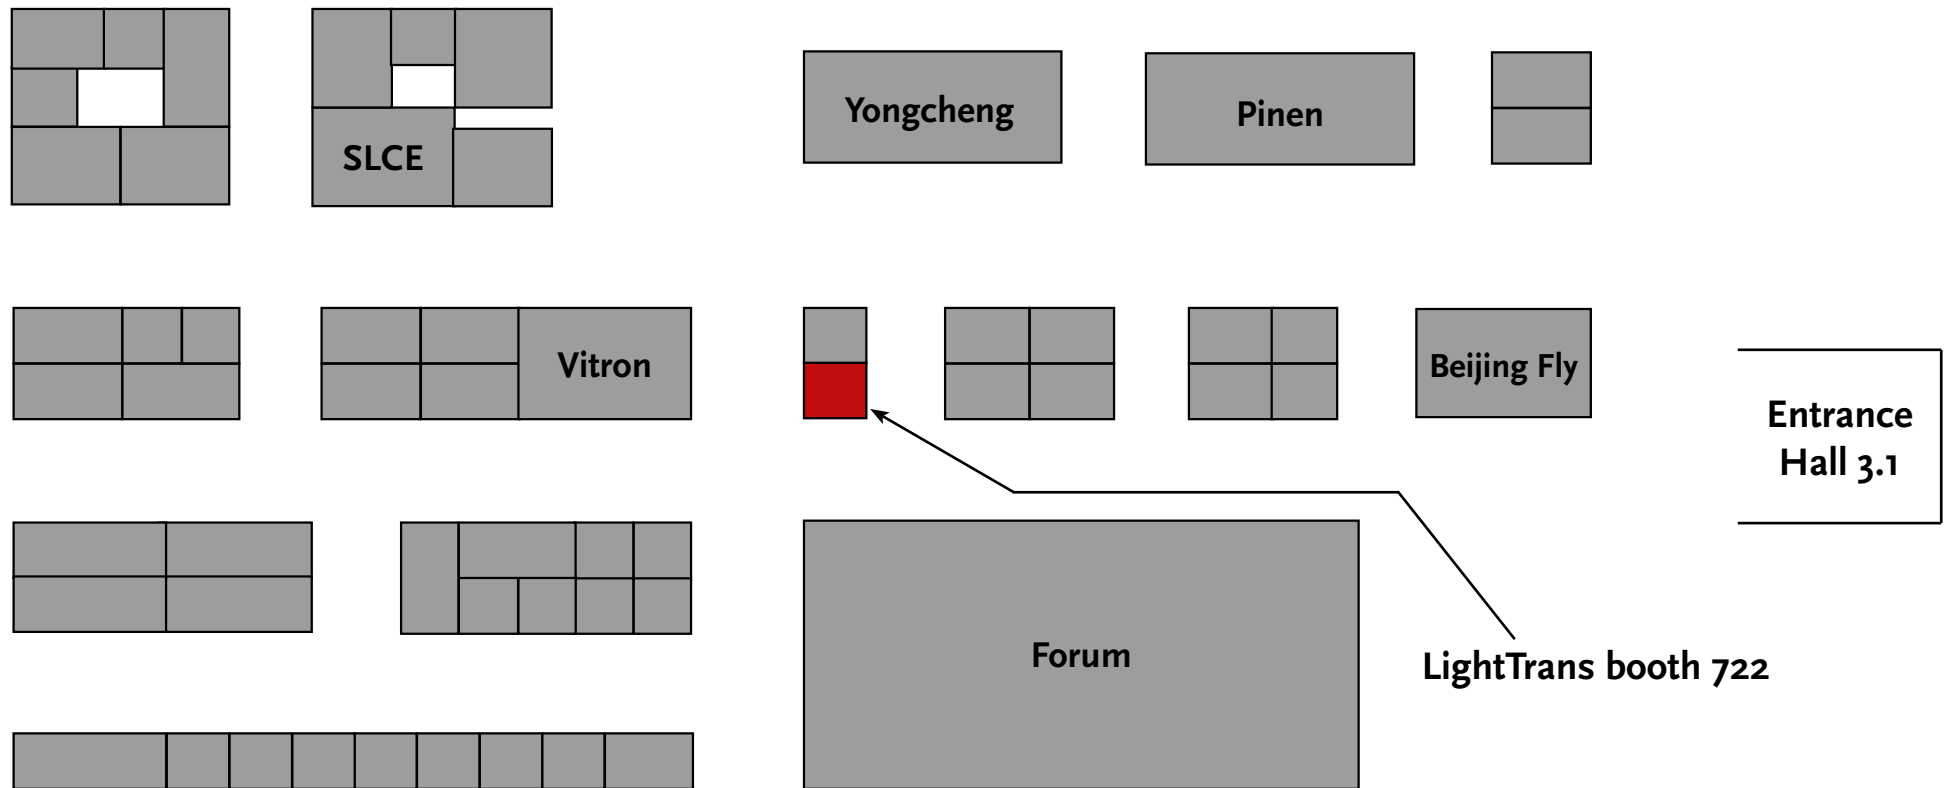 Yongcheng
Pinen
SLCE
Vitron
Beijing Fly
Entrance
Hall 3.1
Forum
LightTrans booth 722